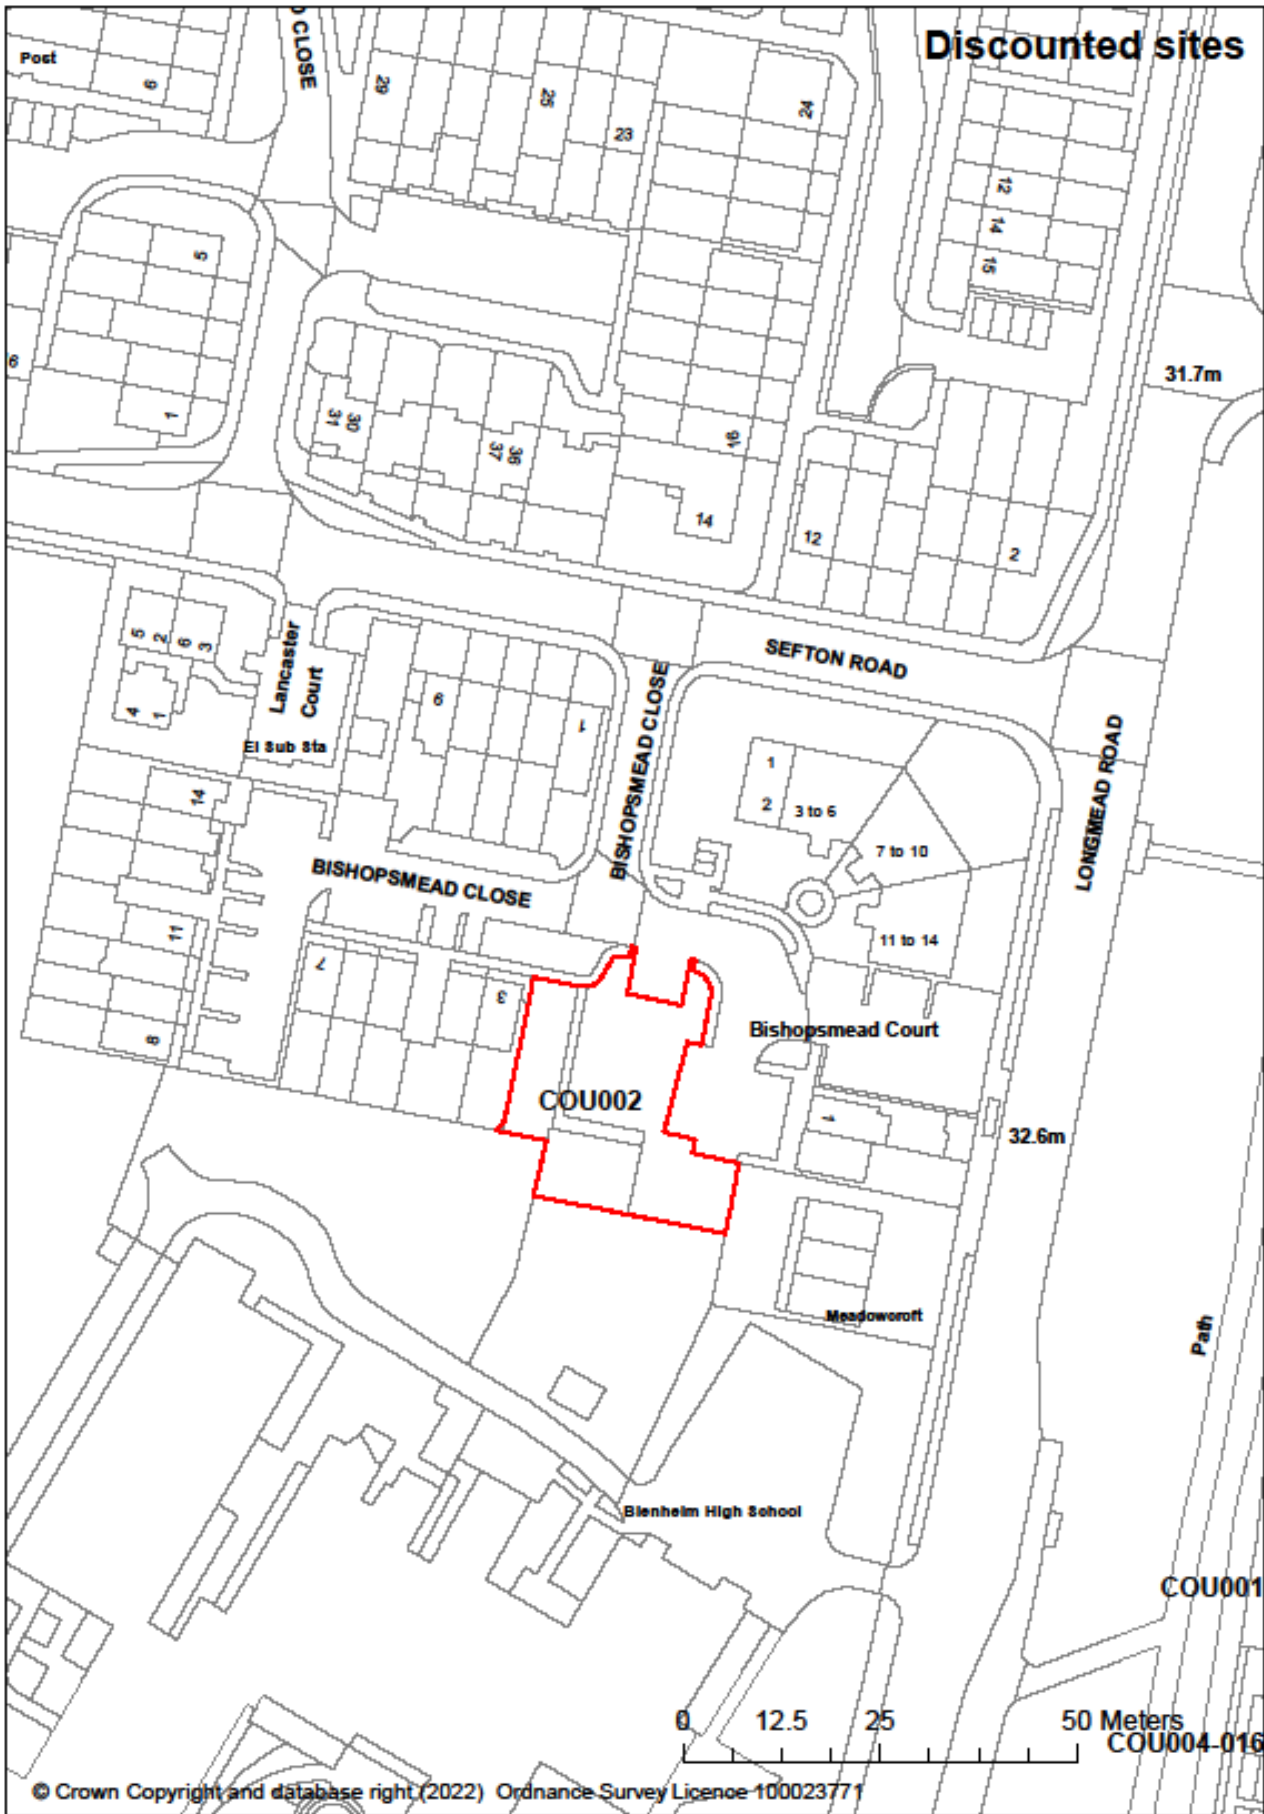 Discounted sites
Post
9
CLOSE
29
25
23
24
12
14
15
5
1
31
30
37
36
9A
14
12
2
31.7m
SEFTON ROAD
5
2
6
3
4
1
Lancaster
Court
El Sub Sta
9
1
BISHOPSMEAD CLOSE
1
2
3 to 6
7 to 10
11 to 14
LONGMEAD ROAD
14
11
8
BISHOPSMEAD CLOSE
7
3
Bishopsmead Court
COU002
1
32.6m
Meadowcroft
Path
Blenheim High School
COU001
0 12.5 25 50 Meters
COU004-016
© Crown Copyright and database right (2022) Ordnance Survey Licence 100023771